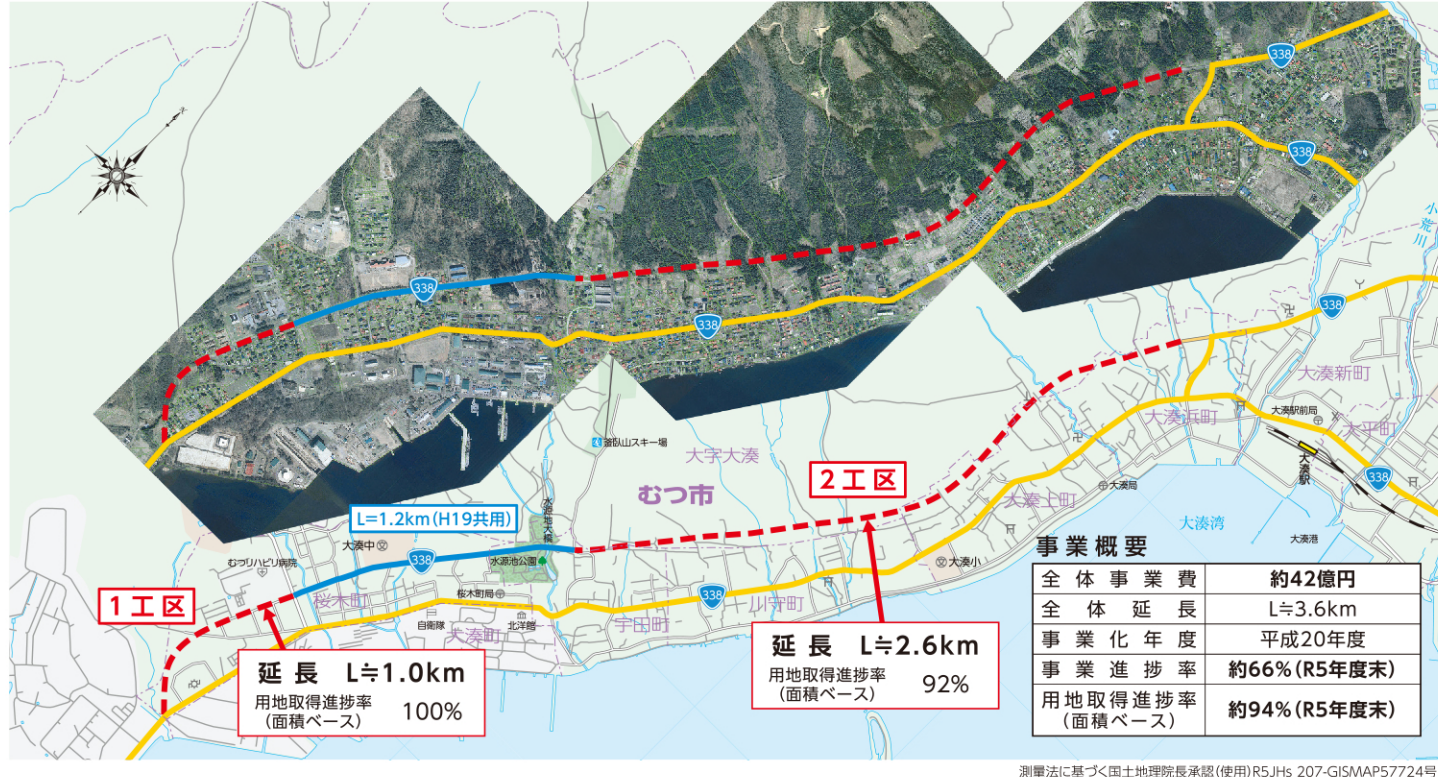 338
338
338
338
小荒川
338
大湊新町
大湊駅前局
大平町
大湊浜町
大湊駅
338
釜臥山スキー場
大字大湊
むつ市
2工区
大湊上町
大湊局
大湊湾
大湊港
L=1.2km(H19共用)
水源地大橋
大湊中
338
むつリハビリ病院
水源池公園
大湊小
1工区
桜木町
桜木町局
338
川守町
自衛隊
大湊町
北洋館
宇田町
延長 L≒1.0km
用地取得進捗率
(面積ベース) 100%
延長 L≒2.6km
用地取得進捗率
(面積ベース) 92%
事業概要
全体事業費 約42億円
全体延長 L≒3.6km
事業化年度 平成20年度
事業進捗率 約66%(R5年度末)
用地取得進捗率
(面積ベース) 約94%(R5年度末)
測量法に基づく国土地理院長承認(使用)R5JHs 207-GISMAP57724号